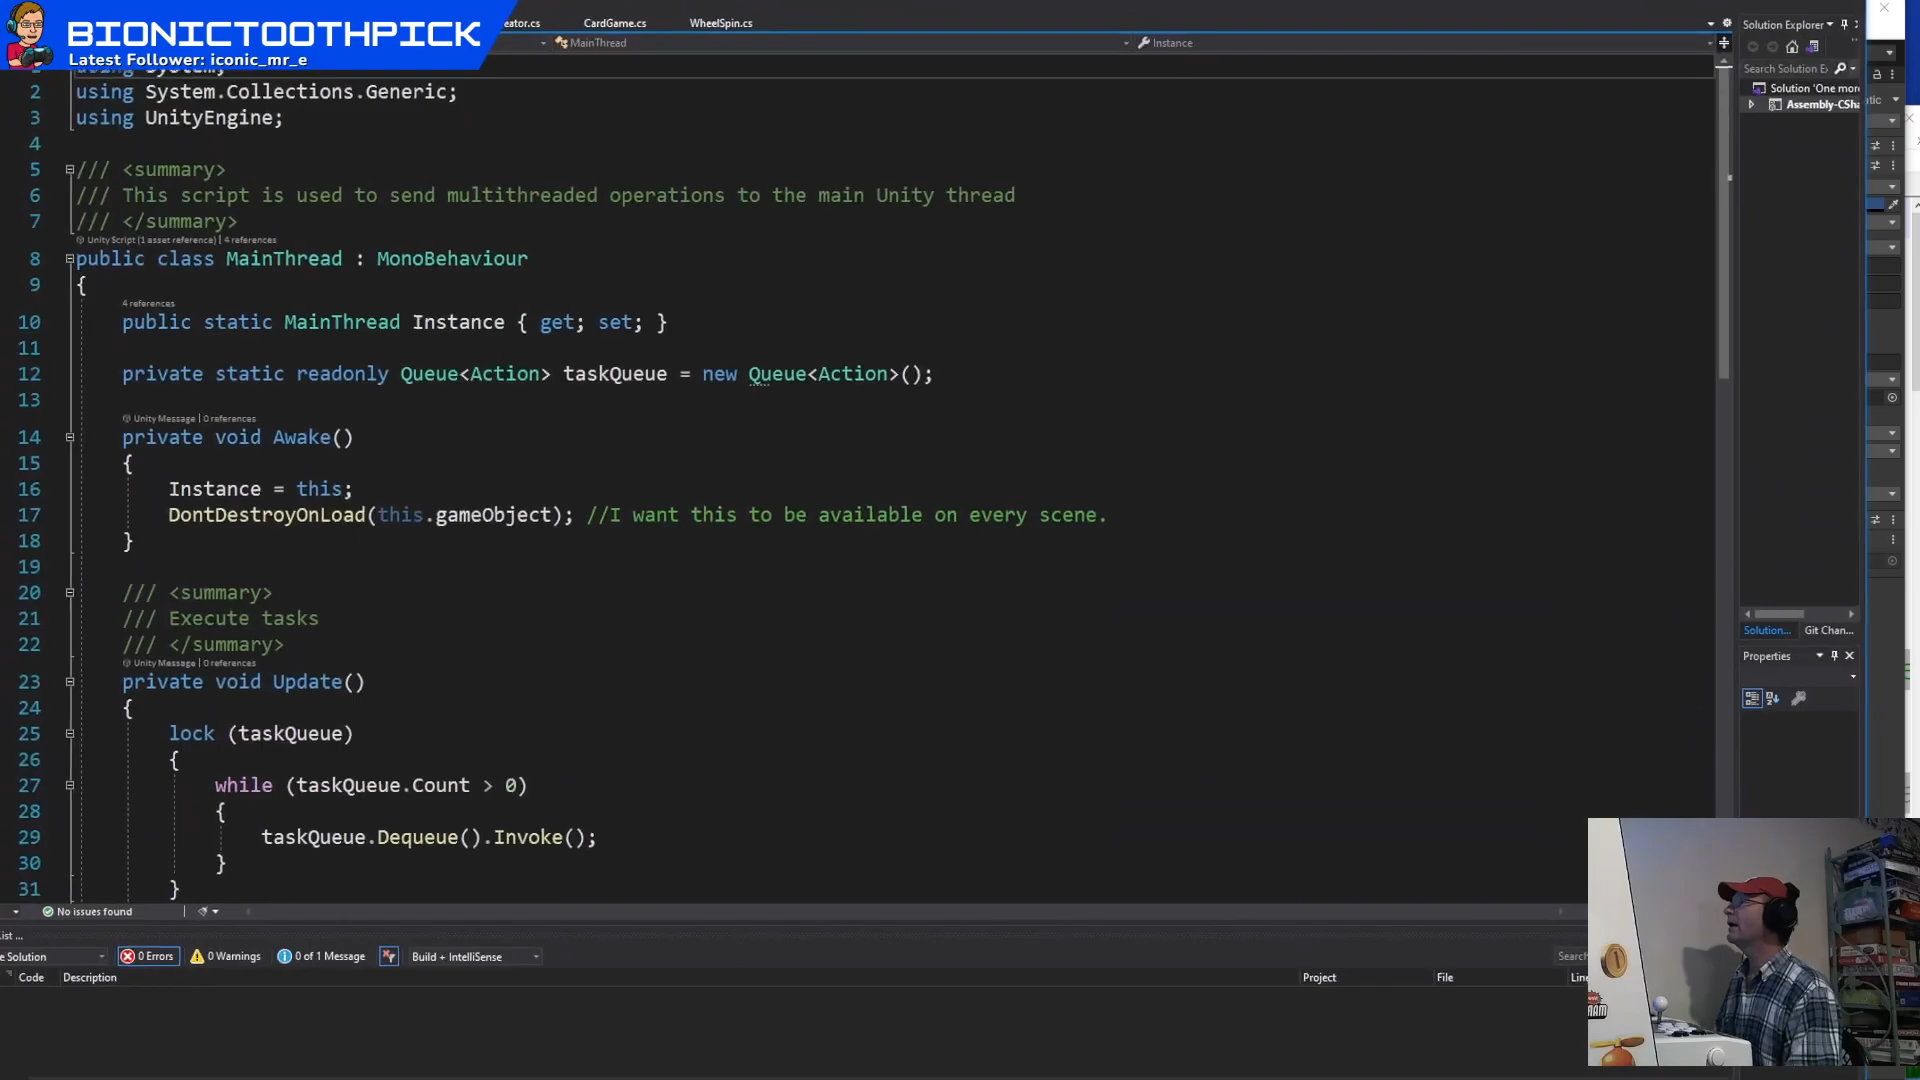 BIONICTOOTHPICK
Latest Follower: iconic_mr_e
CardGame.cs
WheelSpin.cs
MainThread
Instance
Solution Explorer
using System;
2 using System.Collections.Generic;
3 using UnityEngine;
4
5 /// <summary>
6 /// This script is used to send multithreaded operations to the main Unity thread
7 /// </summary>
Unity Script (1 asset reference) | 4 references
8 public class MainThread : MonoBehaviour
9 {
4 references
10 public static MainThread Instance { get; set; }
11
12 private static readonly Queue<Action> taskQueue = new Queue<Action>();
13
Unity Message | 0 references
14 private void Awake()
15 {
16 Instance = this;
17 DontDestroyOnLoad(this.gameObject); //I want this to be available on every scene.
18 }
19
20 /// <summary>
21 /// Execute tasks
22 /// </summary>
Unity Message | 0 references
23 private void Update()
24 {
25 lock (taskQueue)
26 {
27 while (taskQueue.Count > 0)
28 {
29 taskQueue.Dequeue().Invoke();
30 }
31 }
Search Solution E
Solution 'One more
Assembly-CSha
Solution...
Git Chan...
Properties
No issues found
List ...
e Solution
0 Errors
0 Warnings
0 of 1 Message
Build + IntelliSense
Search
Code
Description
Project
File